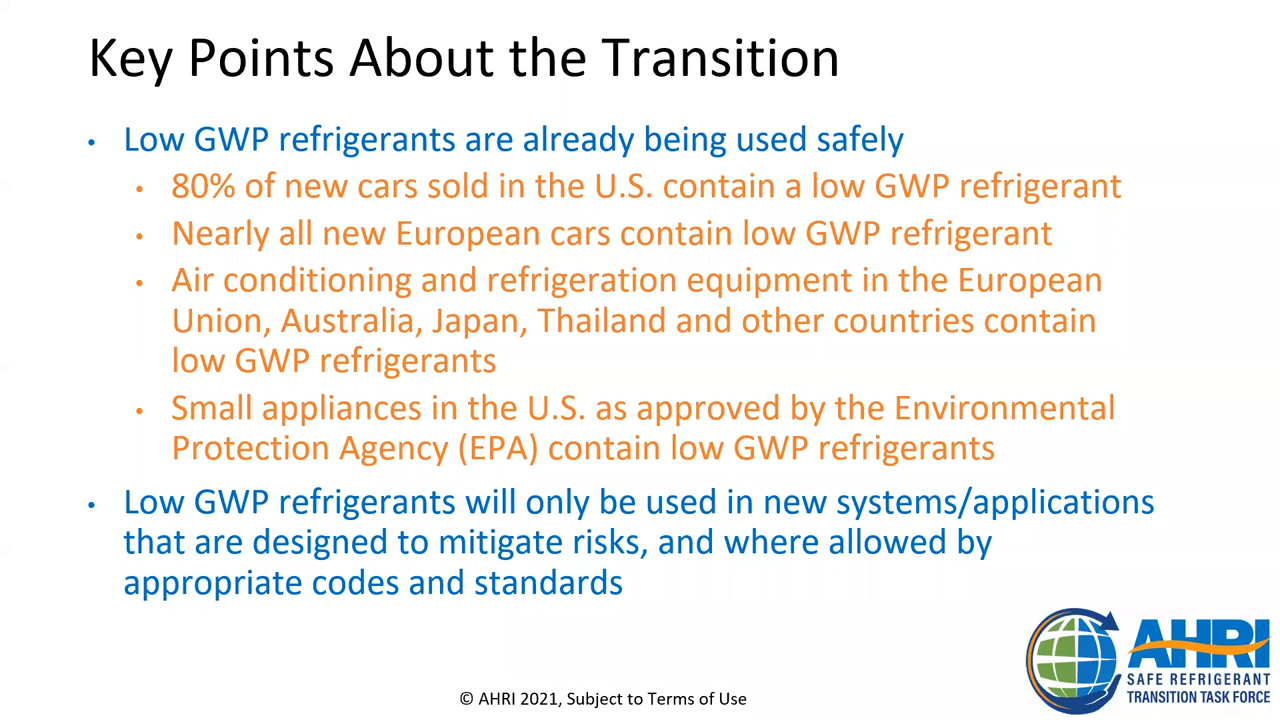 Key Points About the Transition
• Low GWP refrigerants are already being used safely
• 80% of new cars sold in the U.S. contain a low GWP refrigerant
• Nearly all new European cars contain low GWP refrigerant
• Air conditioning and refrigeration equipment in the European
Union, Australia, Japan, Thailand and other countries contain
low GWP refrigerants
• Small appliances in the U.S. as approved by the Environmental
Protection Agency (EPA) contain low GWP refrigerants
• Low GWP refrigerants will only be used in new systems/applications
that are designed to mitigate risks, and where allowed by
appropriate codes and standards
AHRI
SAFE REFRIGERANT
TRANSITION TASK FORCE
© AHRI 2021, Subject to Terms of Use